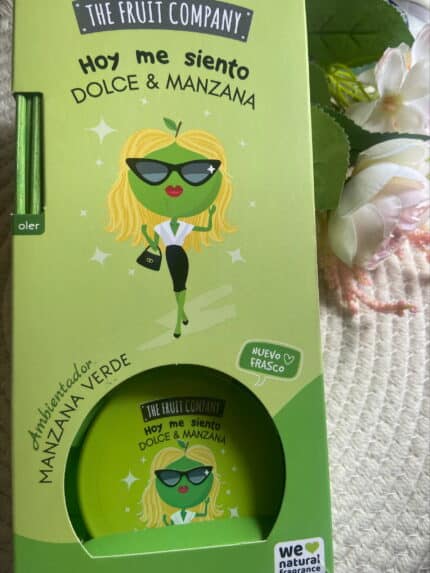 THE FRUIT COMPANY
Hoy me siento
DOLCE & MANZANA
oler
Ambientador
MANZANA VERDE
NUEVO
FRASCO
THE FRUIT COMPANY
Hoy me siento
DOLCE & MANZANA
we
natural
fragrance